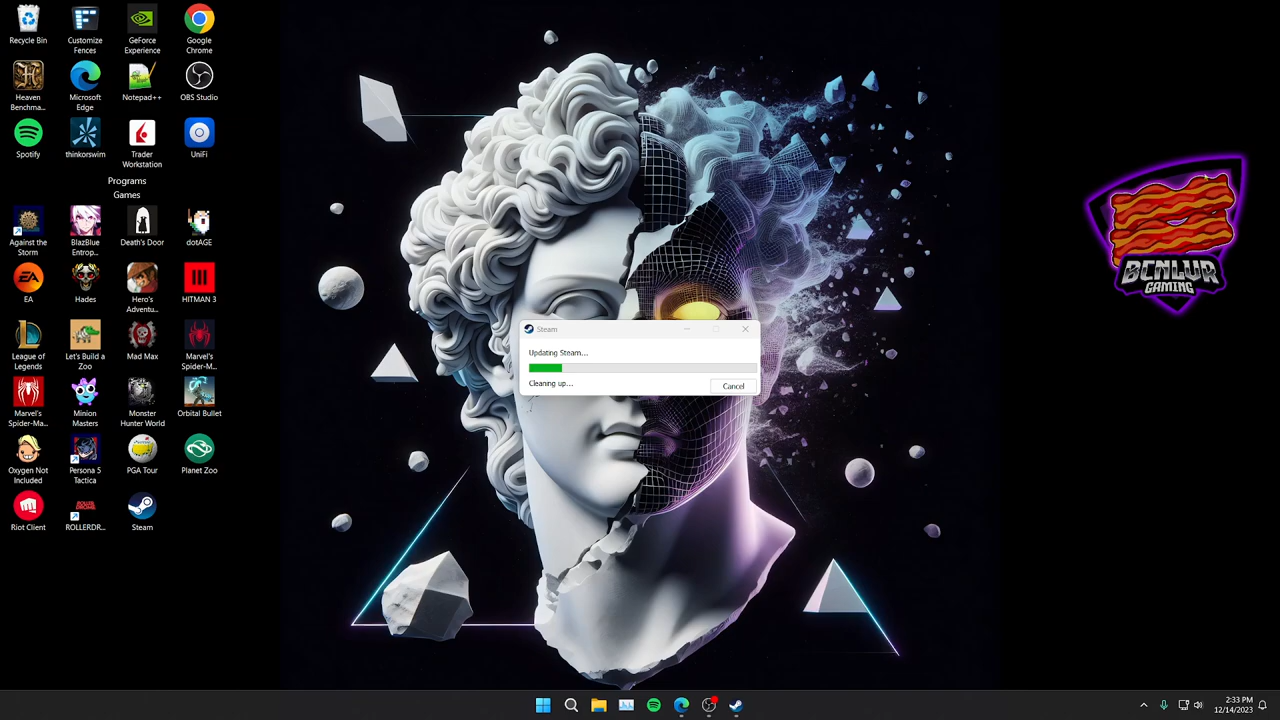 Recycle Bin
Customize
Fences
GeForce
Experience
Google
Chrome
Heaven
Benchma...
Microsoft
Edge
Notepad++
OBS Studio
Spotify
thinkorswim
Trader
Workstation
UniFi
Programs
Games
Against the
Storm
BlazBlue
Entrop...
Death's Door
dotAGE
EA
EA
Hades
Hero's
Adventu...
HITMAN 3
League of
Legends
Let's Build a
Zoo
Mad Max
Marvel's
Spider-M...
Marvel's
Spider-Ma...
Minion
Masters
Monster
Hunter World
Orbital Bullet
Oxygen Not
Included
Persona 5
Tactica
PGA Tour
Planet Zoo
Riot Client
ROLLERDR...
Steam
Steam
Updating Steam...
Cleaning up...
Cancel
BCNLVR
GAMING
2:33 PM
12/14/2023